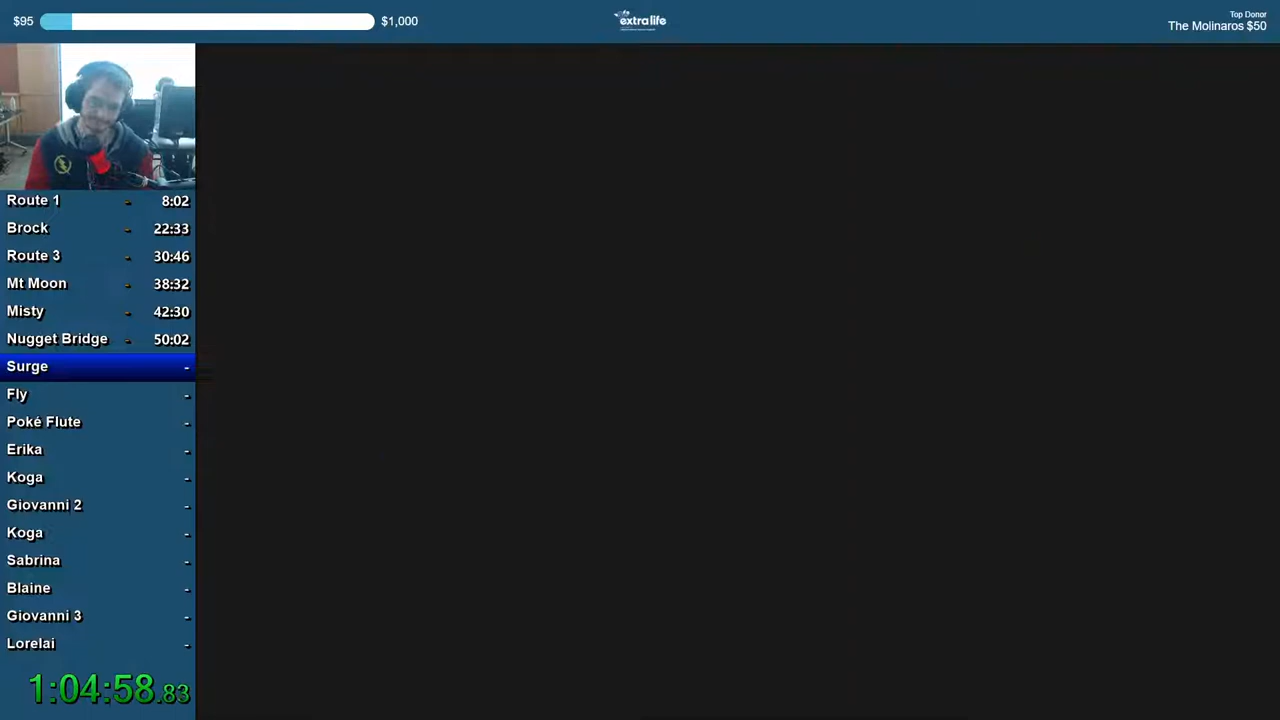 $95 $1,000
extralife
Top Donor
The Molinaros $50
Route 1 - 8:02
Brock - 22:33
Route 3 - 30:46
Mt Moon - 38:32
Misty - 42:30
Nugget Bridge - 50:02
Surge -
Fly -
Poké Flute -
Erika -
Koga -
Giovanni 2 -
Koga -
Sabrina -
Blaine -
Giovanni 3 -
Lorelai -
1:04:58.83